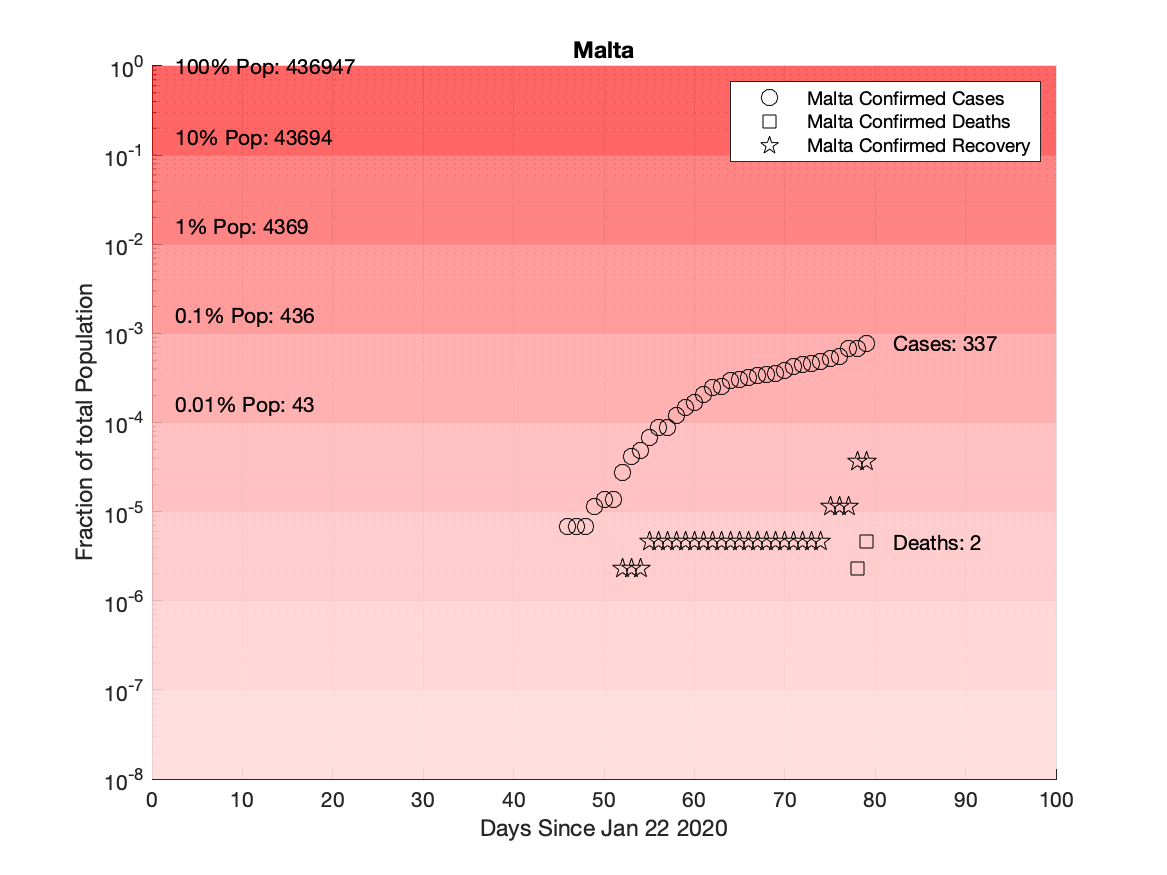 Malta
10^0
10^-1
10^-2
10^-3
10^-4
10^-5
10^-6
10^-7
10^-8
Fraction of total Population
100% Pop: 436947
10% Pop: 43694
1% Pop: 4369
0.1% Pop: 436
0.01% Pop: 43
Malta Confirmed Cases
Malta Confirmed Deaths
Malta Confirmed Recovery
Cases: 337
Deaths: 2
0 10 20 30 40 50 60 70 80 90 100
Days Since Jan 22 2020